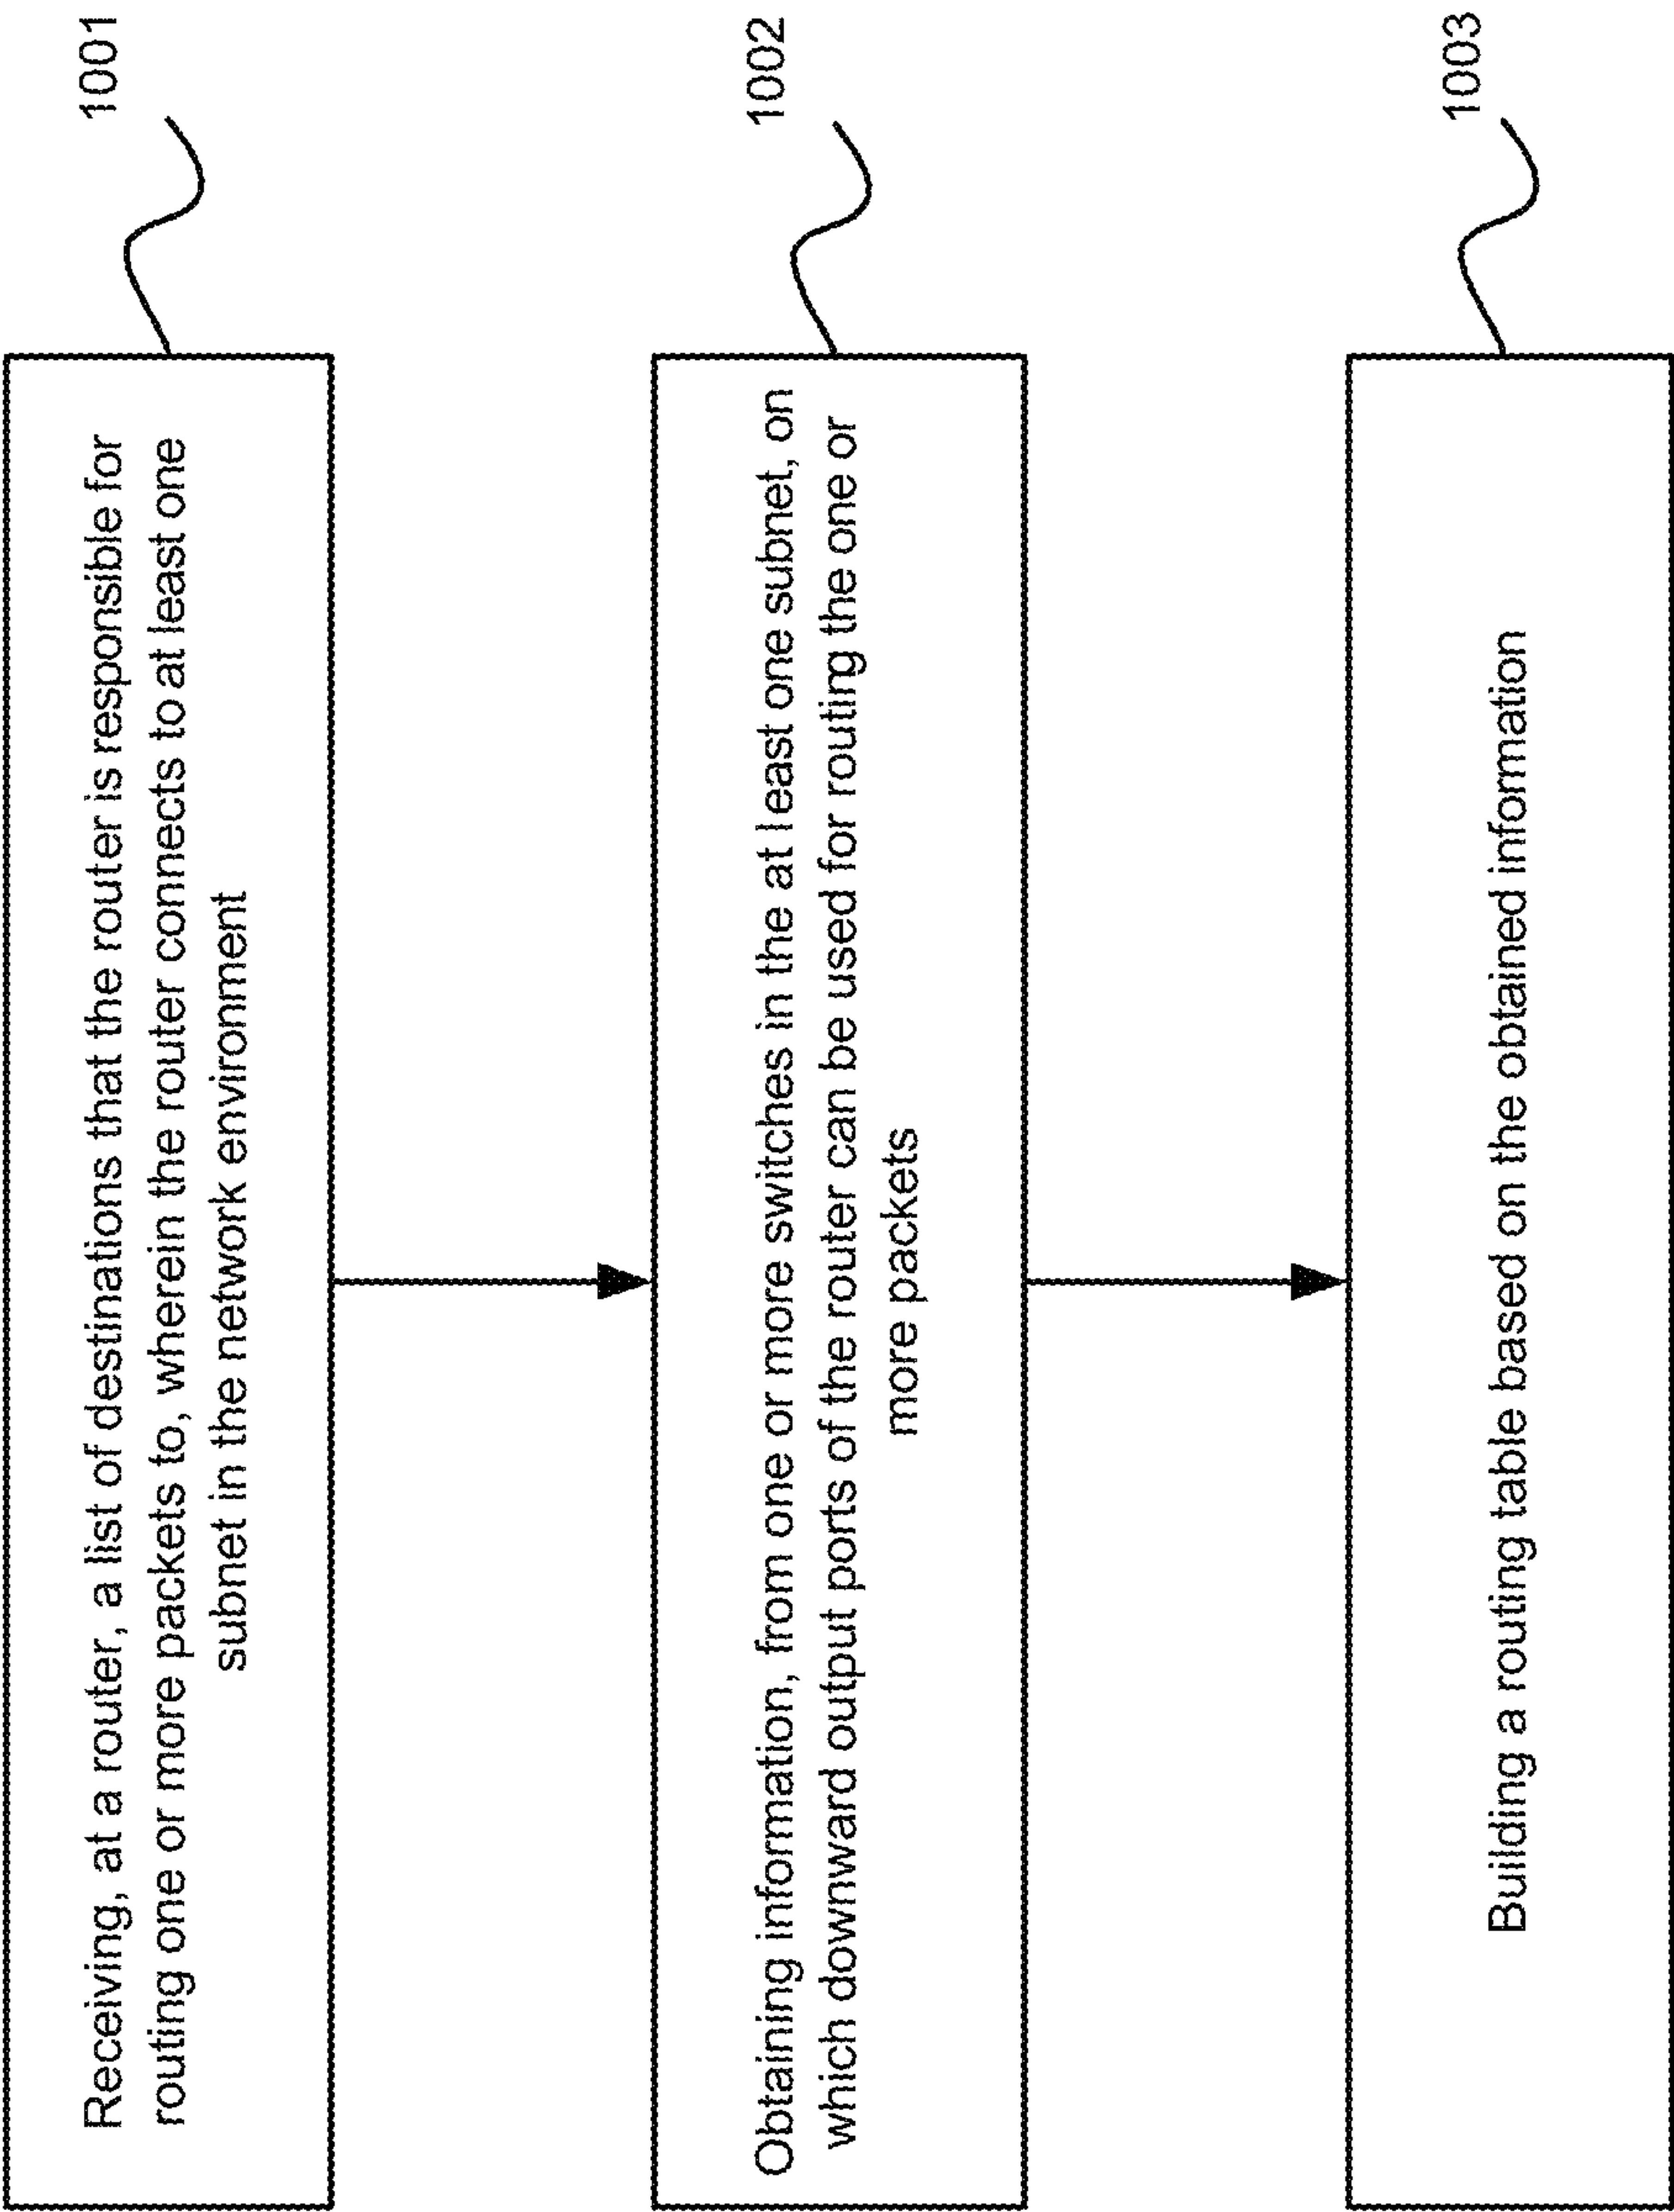 Receiving, at a router, a list of destinations that the router is responsible for
routing one or more packets to, wherein the router connects to at least one
subnet in the network environment
1001
Obtaining information, from one or more switches in the at least one subnet, on
which downward output ports of the router can be used for routing the one or
more packets
1002
Building a routing table based on the obtained information
1003